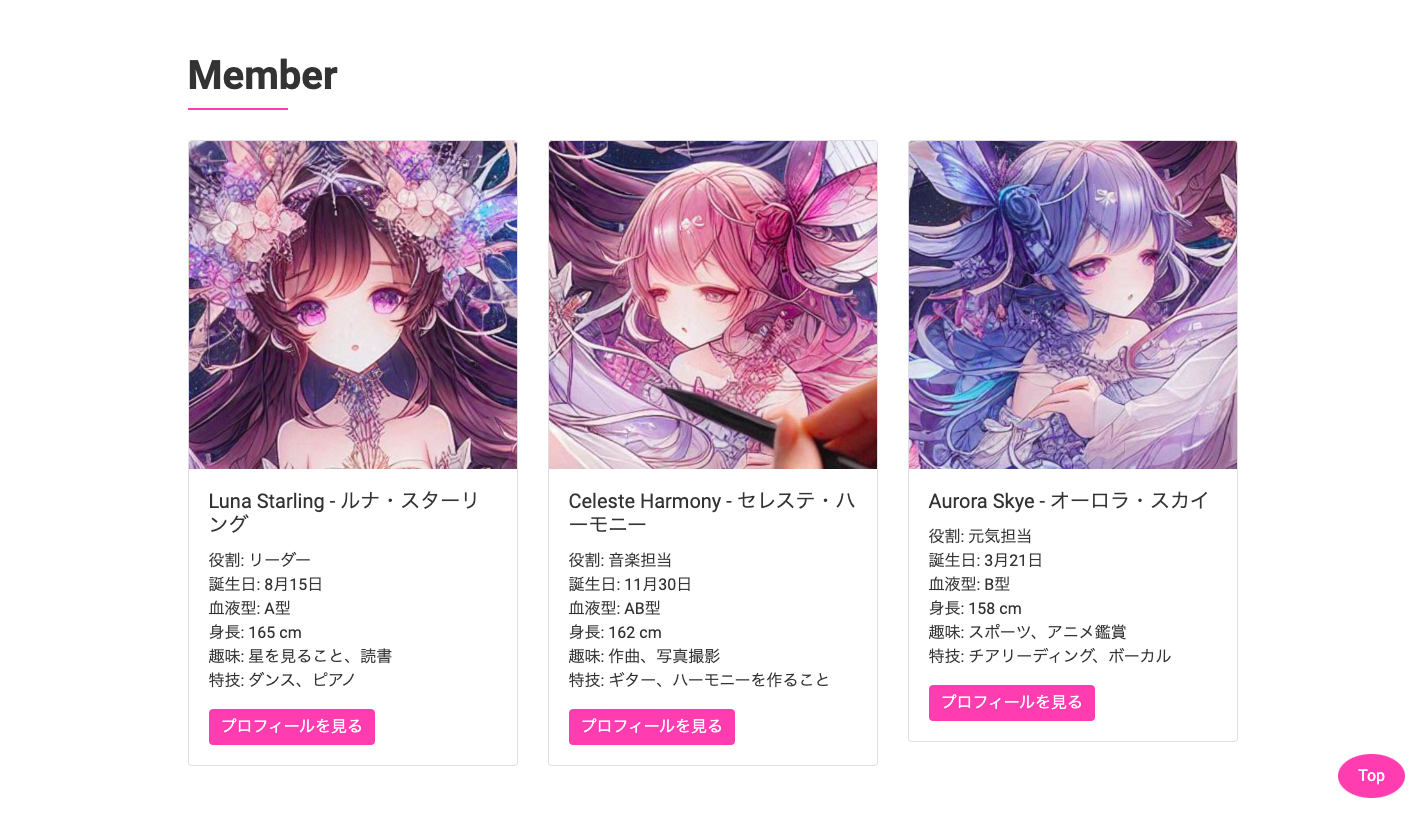 Member
Luna Starling - ルナ・スターリ
ング
役割: リーダー
誕生日: 8月15日
血液型: A型
身長: 165 cm
趣味: 星を見ること、読書
特技: ダンス、ピアノ
プロフィールを見る
Celeste Harmony - セレステ・ハ
ーモニー
役割: 音楽担当
誕生日: 11月30日
血液型: AB型
身長: 162 cm
趣味: 作曲、写真撮影
特技: ギター、ハーモニーを作ること
プロフィールを見る
Aurora Skye - オーロラ・スカイ
役割: 元気担当
誕生日: 3月21日
血液型: B型
身長: 158 cm
趣味: スポーツ、アニメ鑑賞
特技: チアリーディング、ボーカル
プロフィールを見る
Top